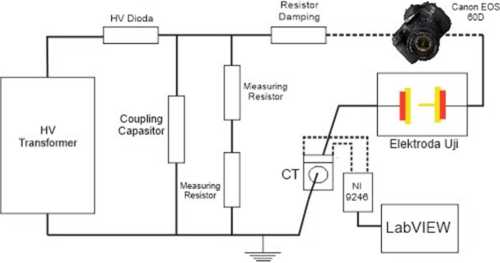 HV Dioda
Resistor
Damping
Canon EOS
60D
HV
Transformer
Coupling
Capasitor
Measuring
Resistor
Measuring
Resistor
Elektroda Uji
CT
NI
9246
LabVIEW